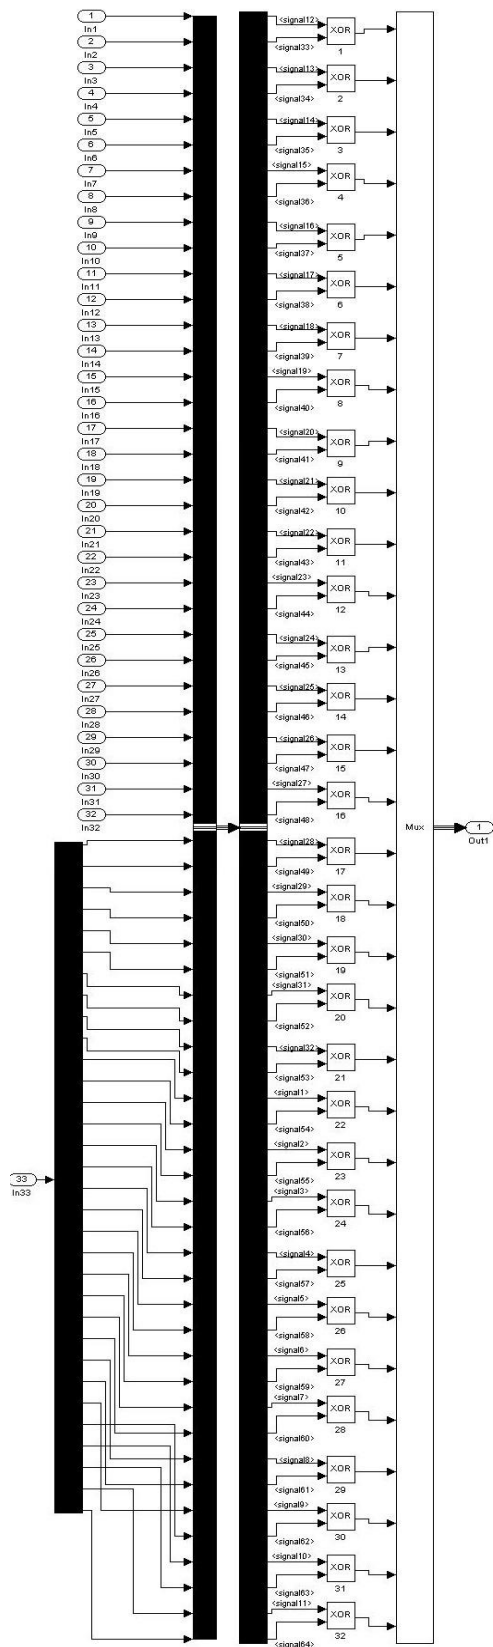 1
In1
2
In2
3
In3
4
In4
5
In5
6
In6
7
In7
8
In8
9
In9
10
In10
11
In11
12
In12
13
In13
14
In14
15
In15
16
In16
17
In17
18
In18
19
In19
20
In20
21
In21
22
In22
23
In23
24
In24
25
In25
26
In26
27
In27
28
In28
29
In29
30
In30
31
In31
32
In32
33
In33
<signal12>
XOR
<signal33>
1
<signal13>
XOR
<signal34>
2
<signal14>
XOR
<signal35>
3
<signal15>
XOR
<signal36>
4
<signal16>
XOR
<signal37>
5
<signal17>
XOR
<signal38>
6
<signal18>
XOR
<signal39>
7
<signal19>
XOR
<signal40>
8
<signal20>
XOR
<signal41>
9
<signal21>
XOR
<signal42>
10
<signal22>
XOR
<signal43>
11
<signal23>
XOR
<signal44>
12
<signal24>
XOR
<signal45>
13
<signal25>
XOR
<signal46>
14
<signal26>
XOR
<signal47>
15
<signal27>
XOR
<signal48>
16
<signal28>
XOR
<signal49>
17
<signal29>
XOR
<signal50>
18
<signal30>
XOR
<signal51>
19
<signal31>
XOR
<signal52>
20
<signal32>
XOR
<signal53>
21
<signal1>
XOR
<signal54>
22
<signal2>
XOR
<signal55>
23
<signal3>
XOR
<signal56>
24
<signal4>
XOR
<signal57>
25
<signal5>
XOR
<signal58>
26
<signal6>
XOR
<signal59>
27
<signal7>
XOR
<signal60>
28
<signal8>
XOR
<signal61>
29
<signal9>
XOR
<signal62>
30
<signal10>
XOR
<signal63>
31
<signal11>
XOR
<signal64>
32
Mux
1
Out1